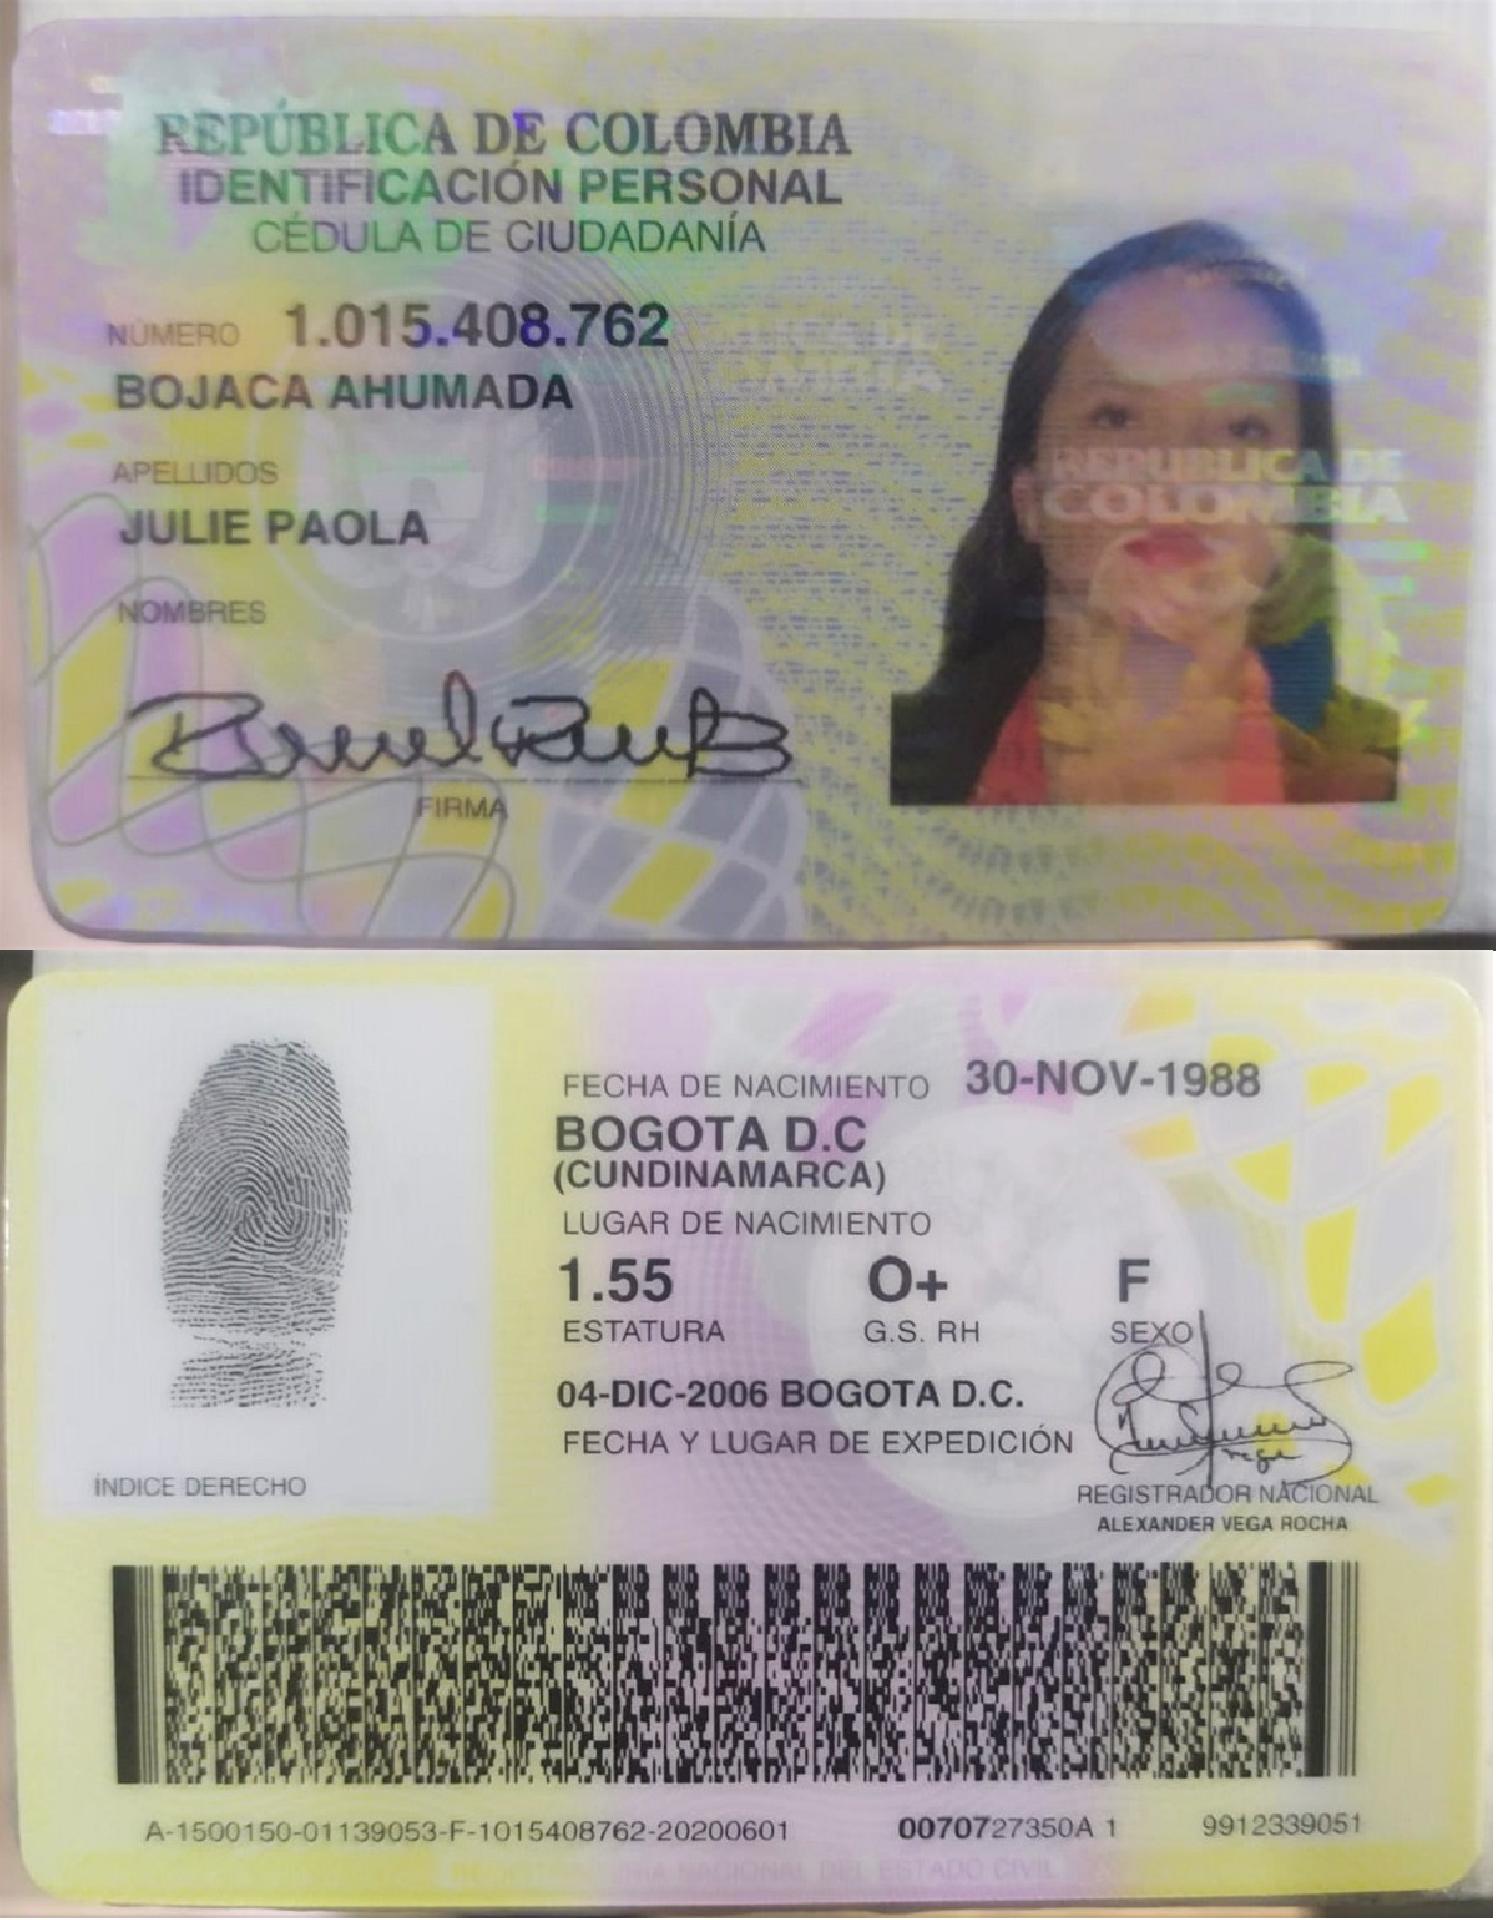 REPÚBLICA DE COLOMBIA
IDENTIFICACIÓN PERSONAL
CÉDULA DE CIUDADANÍA
NÚMERO 1.015.408.762
BOJACA AHUMADA
APELLIDOS
JULIE PAOLA
NOMBRES
REPUBLICA DE
COLOMBIA
FIRMA
FECHA DE NACIMIENTO 30-NOV-1988
BOGOTA D.C
(CUNDINAMARCA)
LUGAR DE NACIMIENTO
1.55 O+ F
ESTATURA G.S. RH SEXO
04-DIC-2006 BOGOTA D.C.
FECHA Y LUGAR DE EXPEDICIÓN
ÍNDICE DERECHO
REGISTRADOR NACIONAL
ALEXANDER VEGA ROCHA
A-1500150-01139053-F-1015408762-20200601 0070727350A 1 9912339051
NACIONAL DEL ESTADO CIVIL